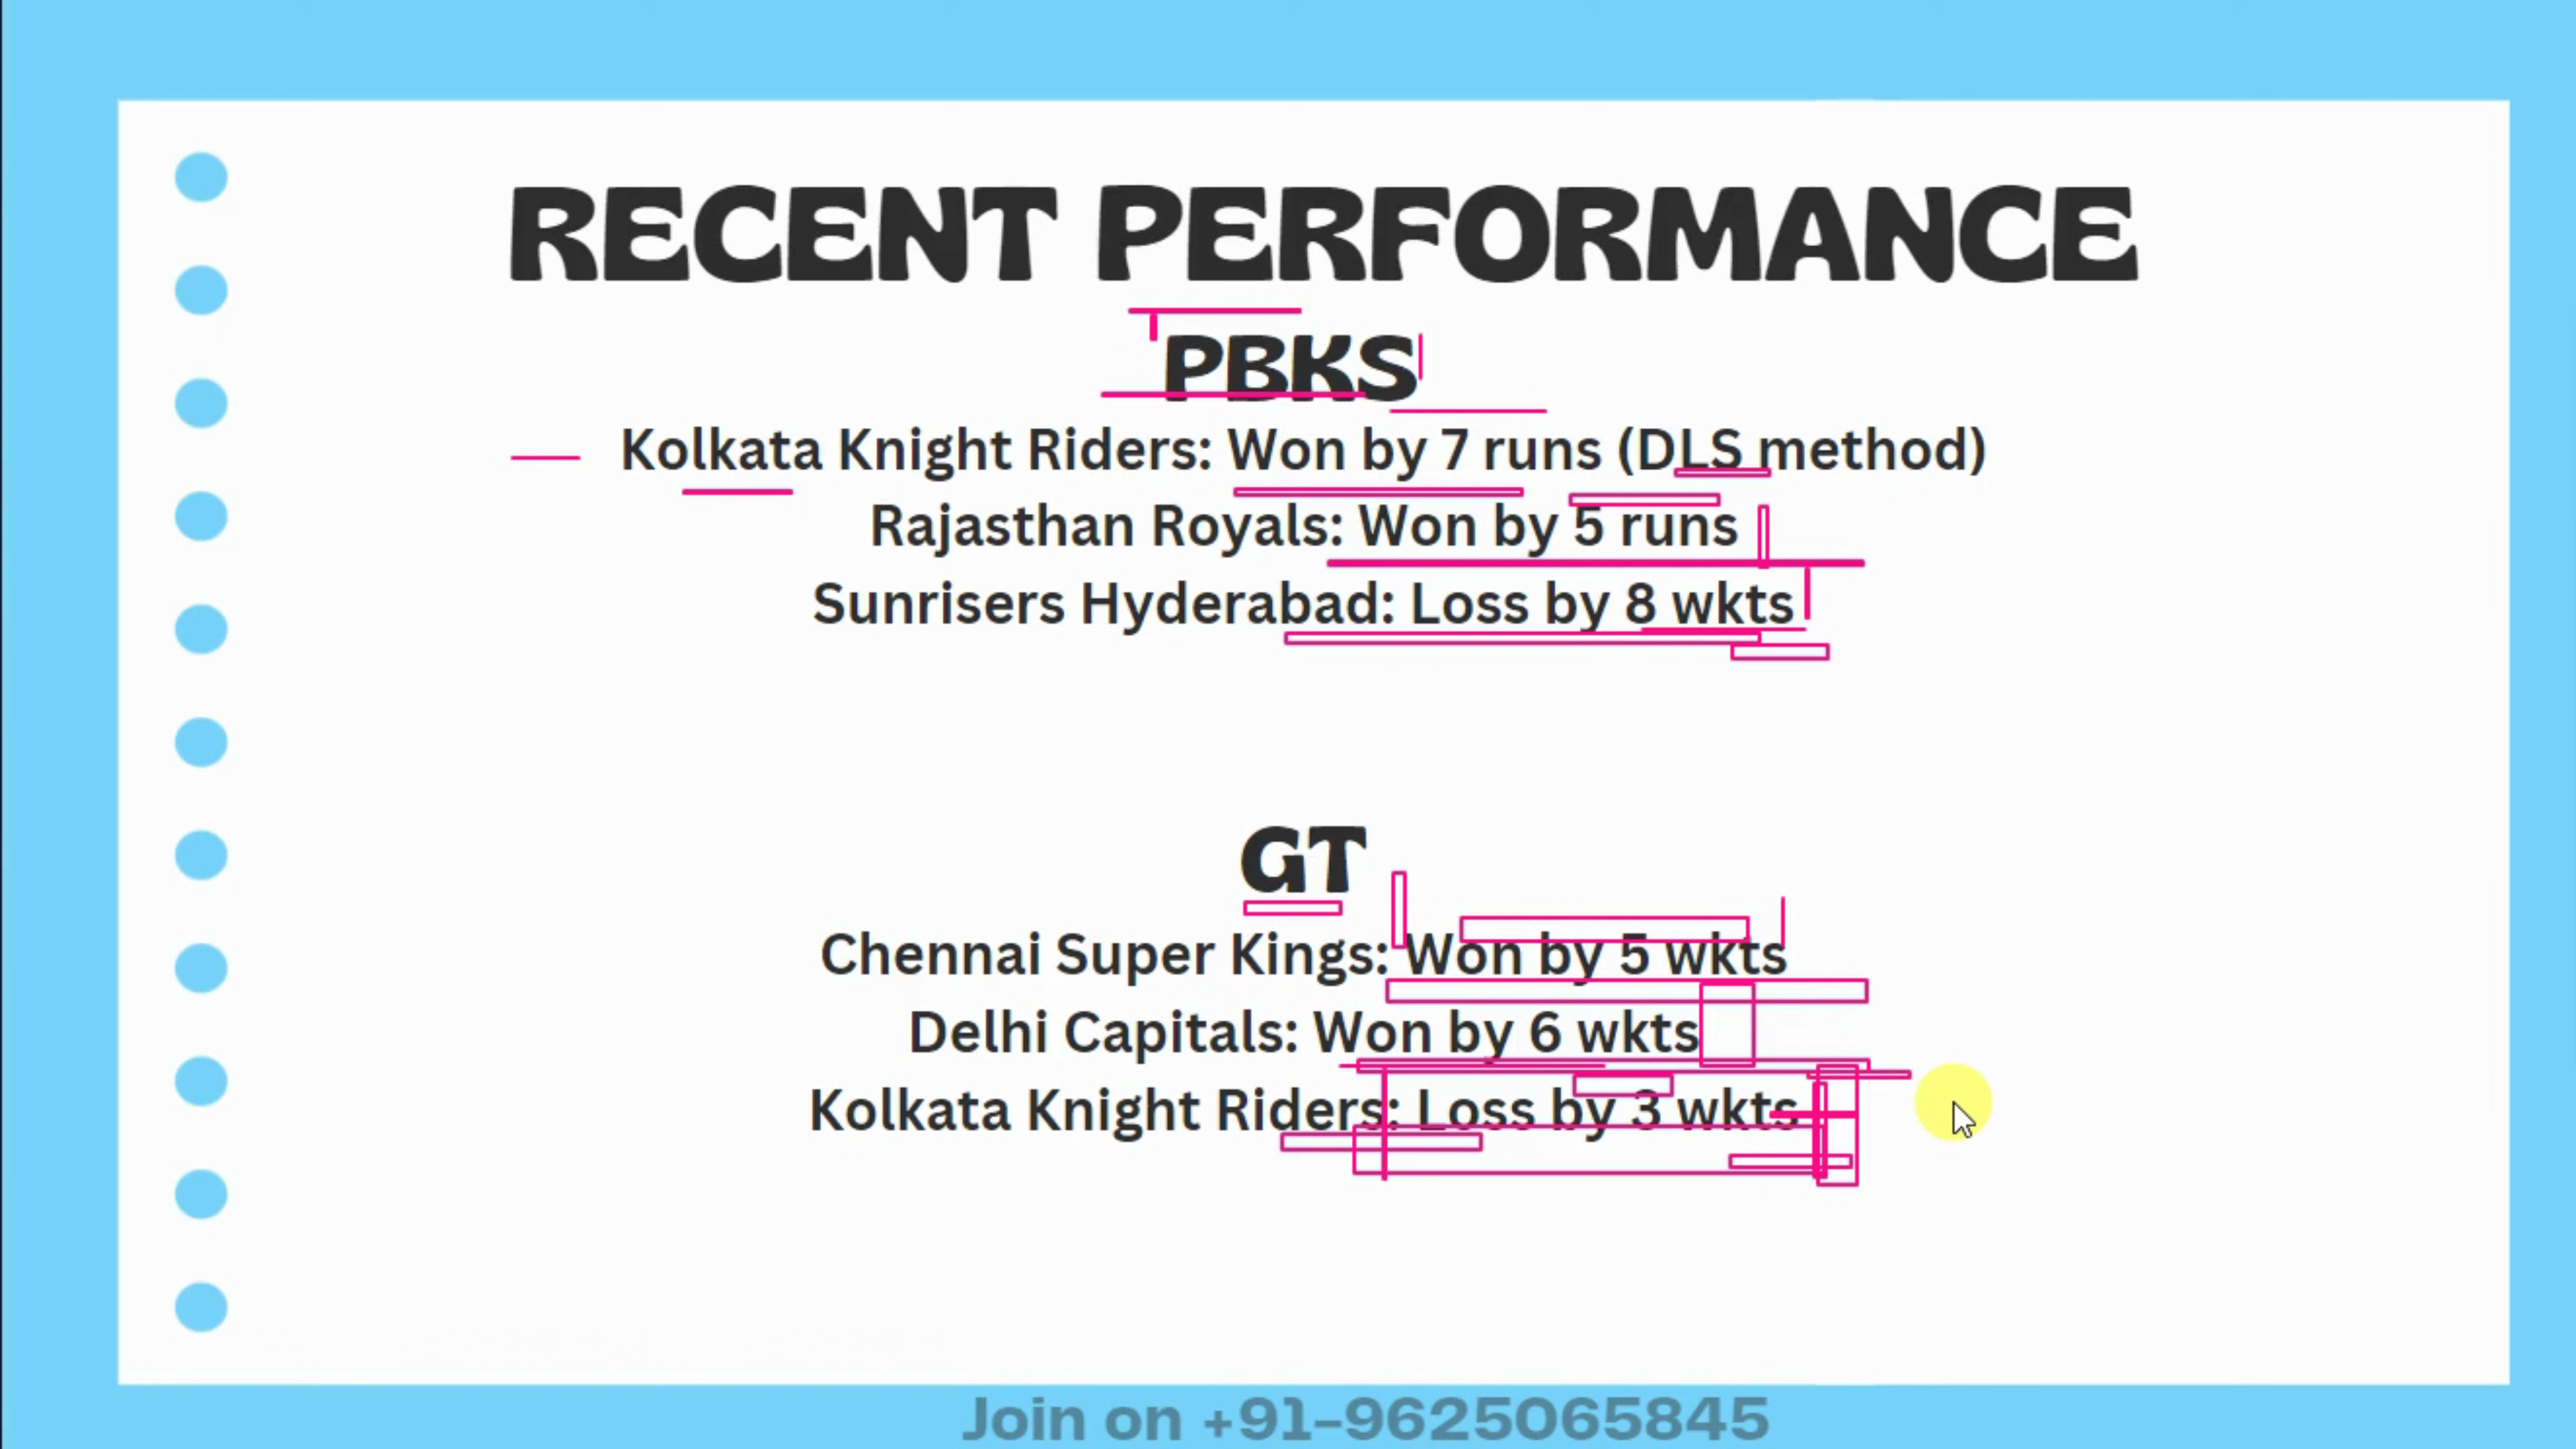 RECENT PERFORMANCE
PBKS
Kolkata Knight Riders: Won by 7 runs (DLS method)
Rajasthan Royals: Won by 5 runs
Sunrisers Hyderabad: Loss by 8 wkts
GT
Chennai Super Kings: Won by 5 wkts
Delhi Capitals: Won by 6 wkts
Kolkata Knight Riders: Loss by 3 wkts
Join on +91-9625065845